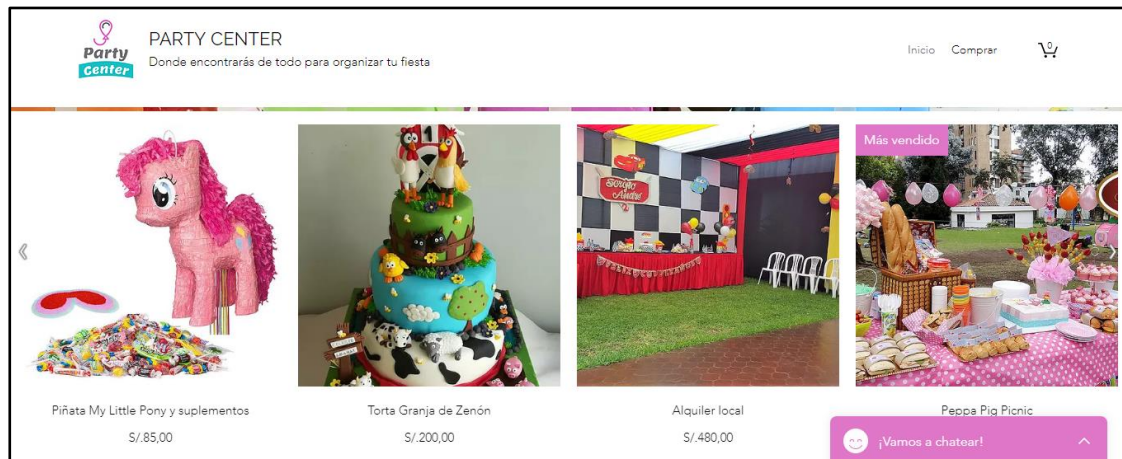 Party
Center
PARTY CENTER
Donde encontrarás de todo para organizar tu fiesta
Inicio
Comprar
0
Más vendido
Sergio
André
Piñata My Little Pony y suplementos
Torta Granja de Zenón
Alquiler local
Peppa Pig Picnic
S/.85,00
S/.200,00
S/.480,00
¡Vamos a chatear!